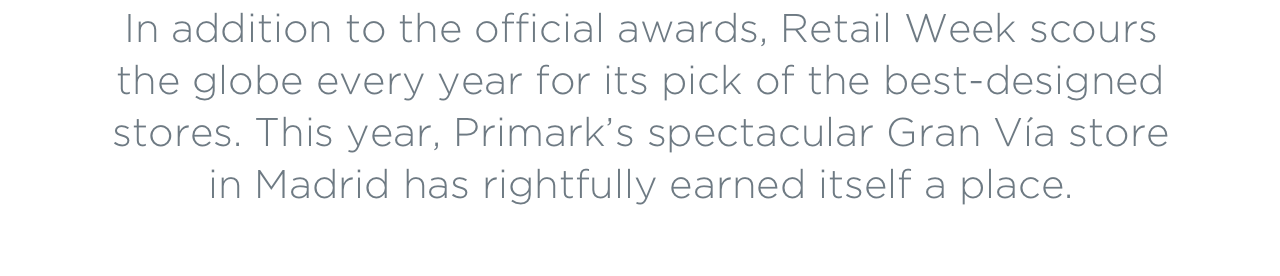 In addition to the official awards, Retail Week scours
the globe every year for its pick of the best-designed
stores. This year, Primark’s spectacular Gran Vía store
in Madrid has rightfully earned itself a place.